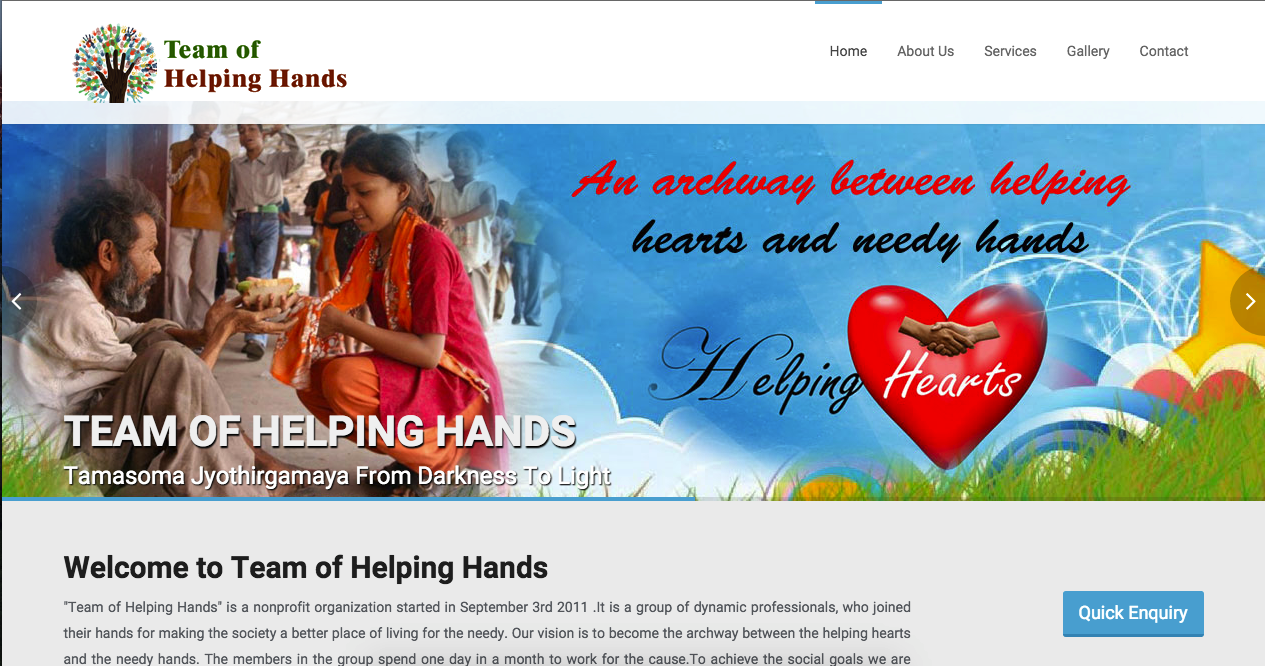 Team of
Helping Hands
Home About Us Services Gallery Contact
An archway between helping
hearts and needy hands
Helping Hearts
TEAM OF HELPING HANDS
Tamasoma Jyothirgamaya From Darkness To Light
Welcome to Team of Helping Hands
"Team of Helping Hands" is a nonprofit organization started in September 3rd 2011 .It is a group of dynamic professionals, who joined
their hands for making the society a better place of living for the needy. Our vision is to become the archway between the helping hearts
and the needy hands. The members in the group spend one day in a month to work for the cause.To achieve the social goals we are
Quick Enquiry